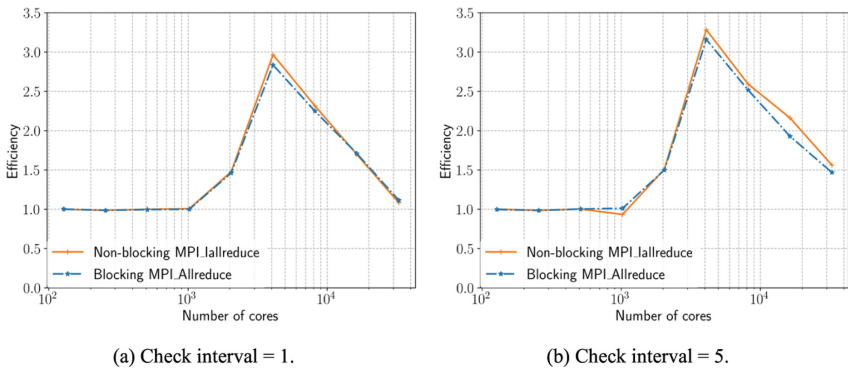 3.5
3.0
2.5
2.0
1.5
1.0
0.5
0.0
Efficiency
Non-blocking MPI_Iallreduce
Blocking MPI_Allreduce
10²
10³
10⁴
Number of cores
(a) Check interval = 1.
3.5
3.0
2.5
2.0
1.5
1.0
0.5
0.0
Efficiency
Non-blocking MPI_Iallreduce
Blocking MPI_Allreduce
10²
10³
10⁴
Number of cores
(b) Check interval = 5.